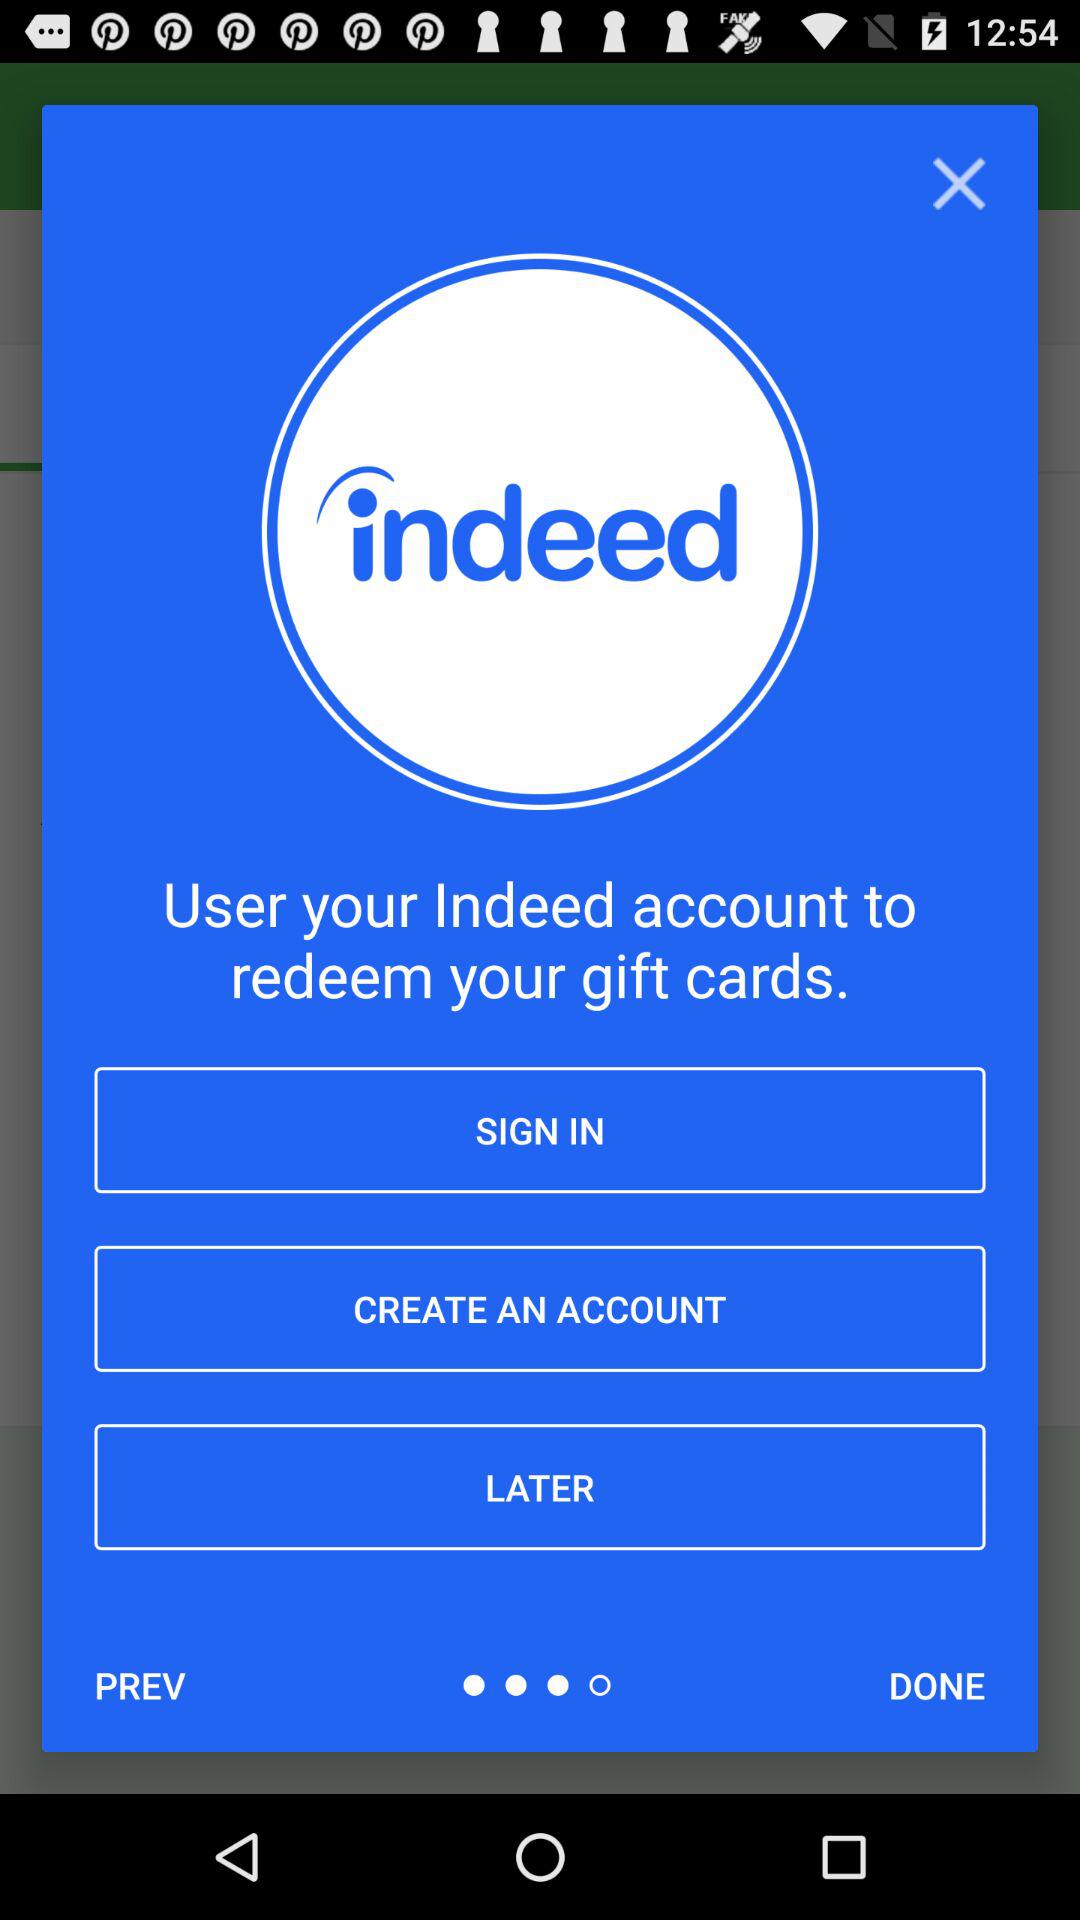 FAKE
12:54
indeed
User your Indeed account to
redeem your gift cards.
SIGN IN
CREATE AN ACCOUNT
LATER
PREV
DONE